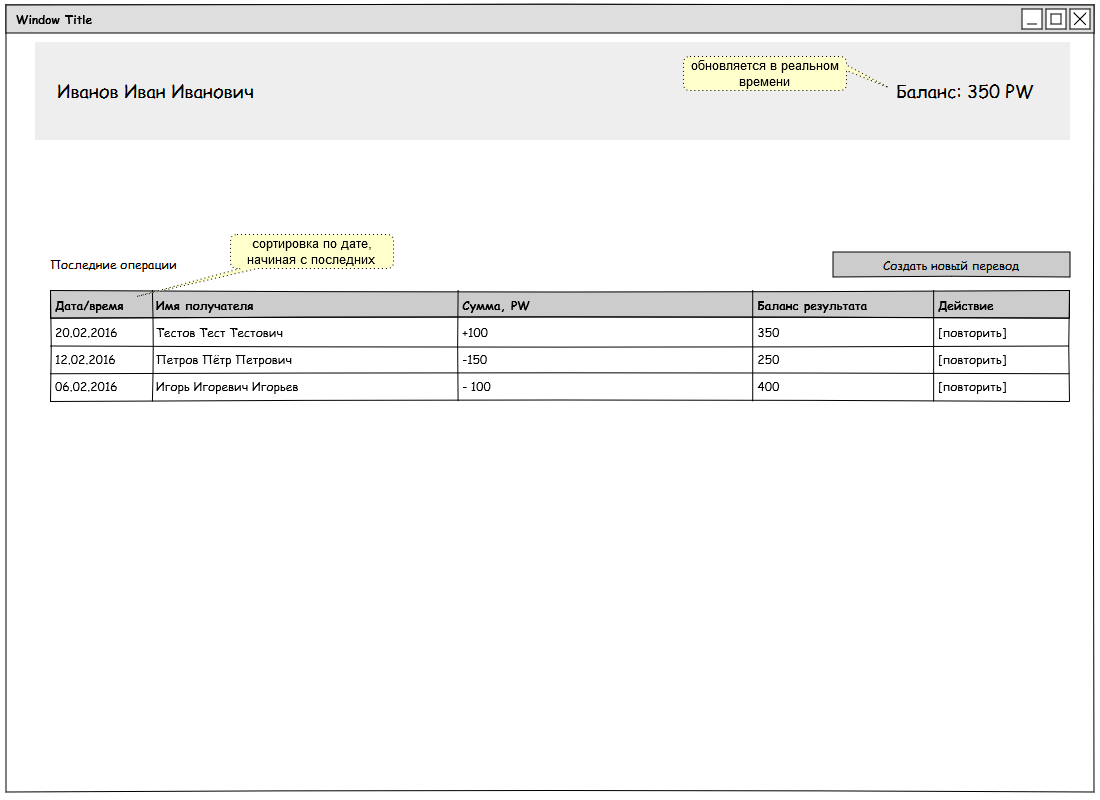 Window Title
Иванов Иван Иванович
обновляется в реальном
времени
Баланс: 350 PW
сортировка по дате,
начиная с последних
Последние операции
Создать новый перевод
Дата/время Имя получателя Сумма, PW Баланс результата Действие
20.02.2016 Тестов Тест Тестович +100 350 [повторить]
12.02.2016 Петров Пётр Петрович -150 250 [повторить]
06.02.2016 Игорь Игоревич Игорьев - 100 400 [повторить]